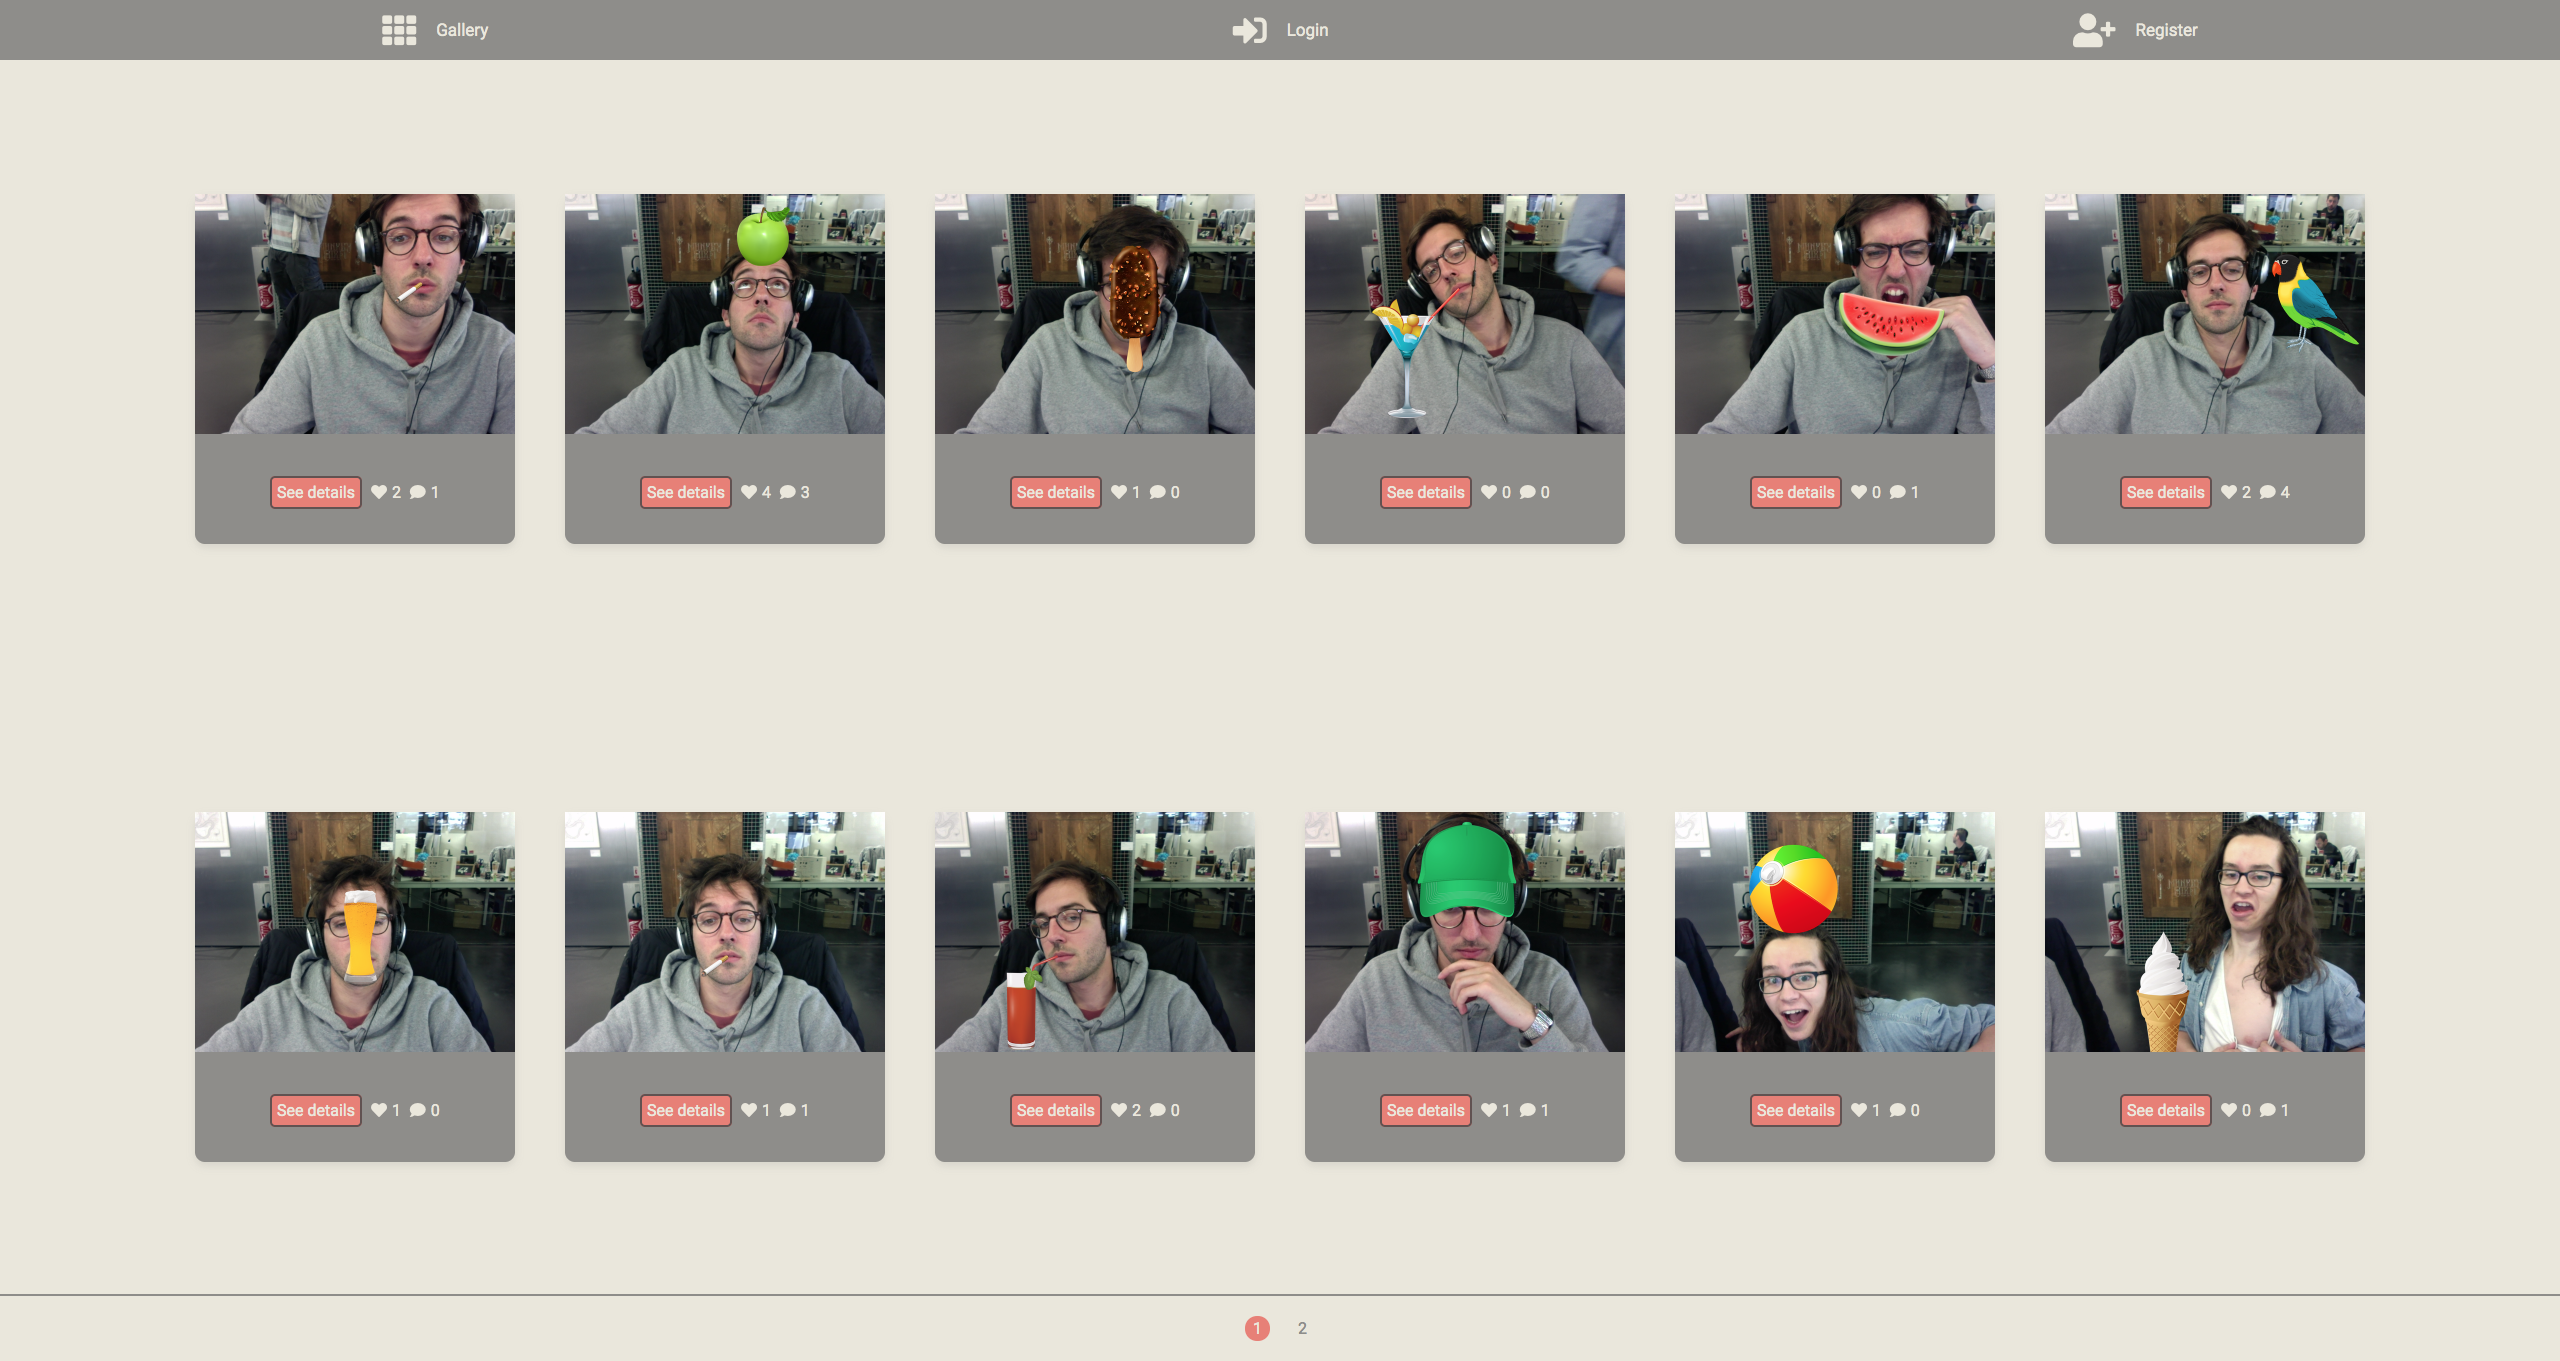 Gallery
Login
Register
See details 2 1
See details 4 3
See details 1 0
See details 0 0
See details 0 1
See details 2 4
See details 1 0
See details 1 1
See details 2 0
See details 1 1
See details 1 0
See details 0 1
1 2